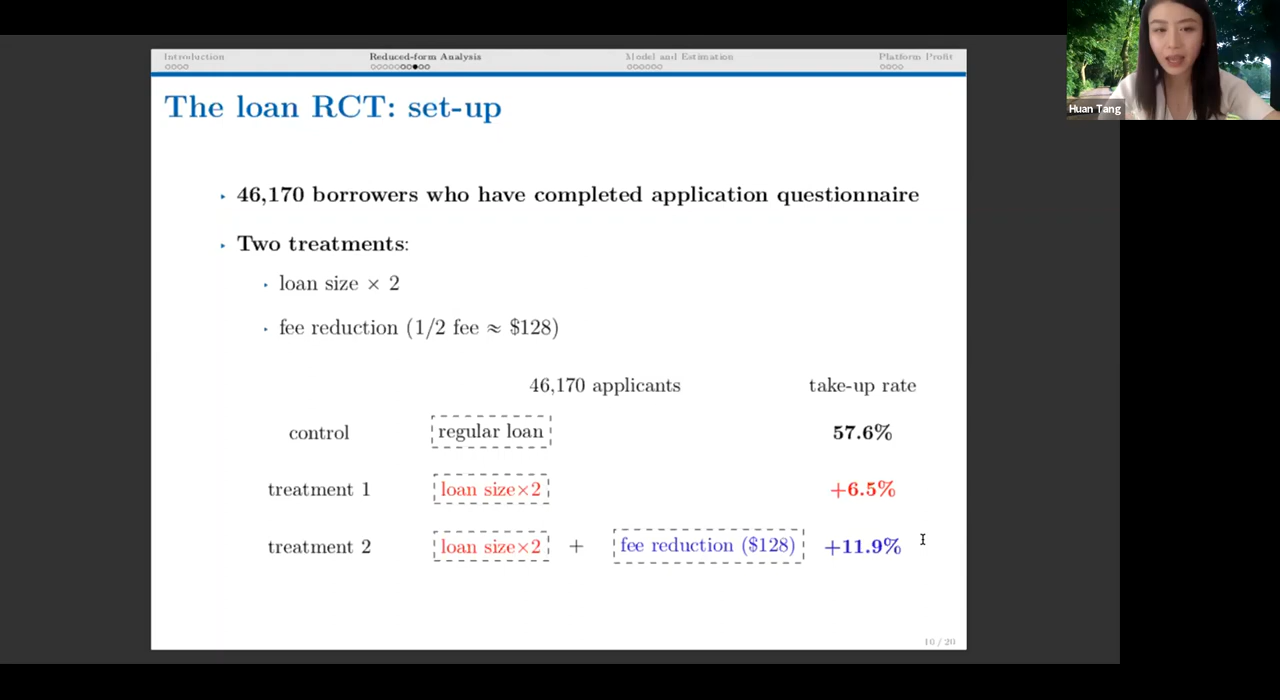 Introduction Reduced-form Analysis Model and Estimation Platform Profit
The loan RCT: set-up
46,170 borrowers who have completed application questionnaire
Two treatments:
loan size × 2
fee reduction (1/2 fee ≈ $128)
46,170 applicants take-up rate
control regular loan 57.6%
treatment 1 loan size×2 +6.5%
treatment 2 loan size×2 + fee reduction ($128) +11.9%
10 / 20
Huan Tang